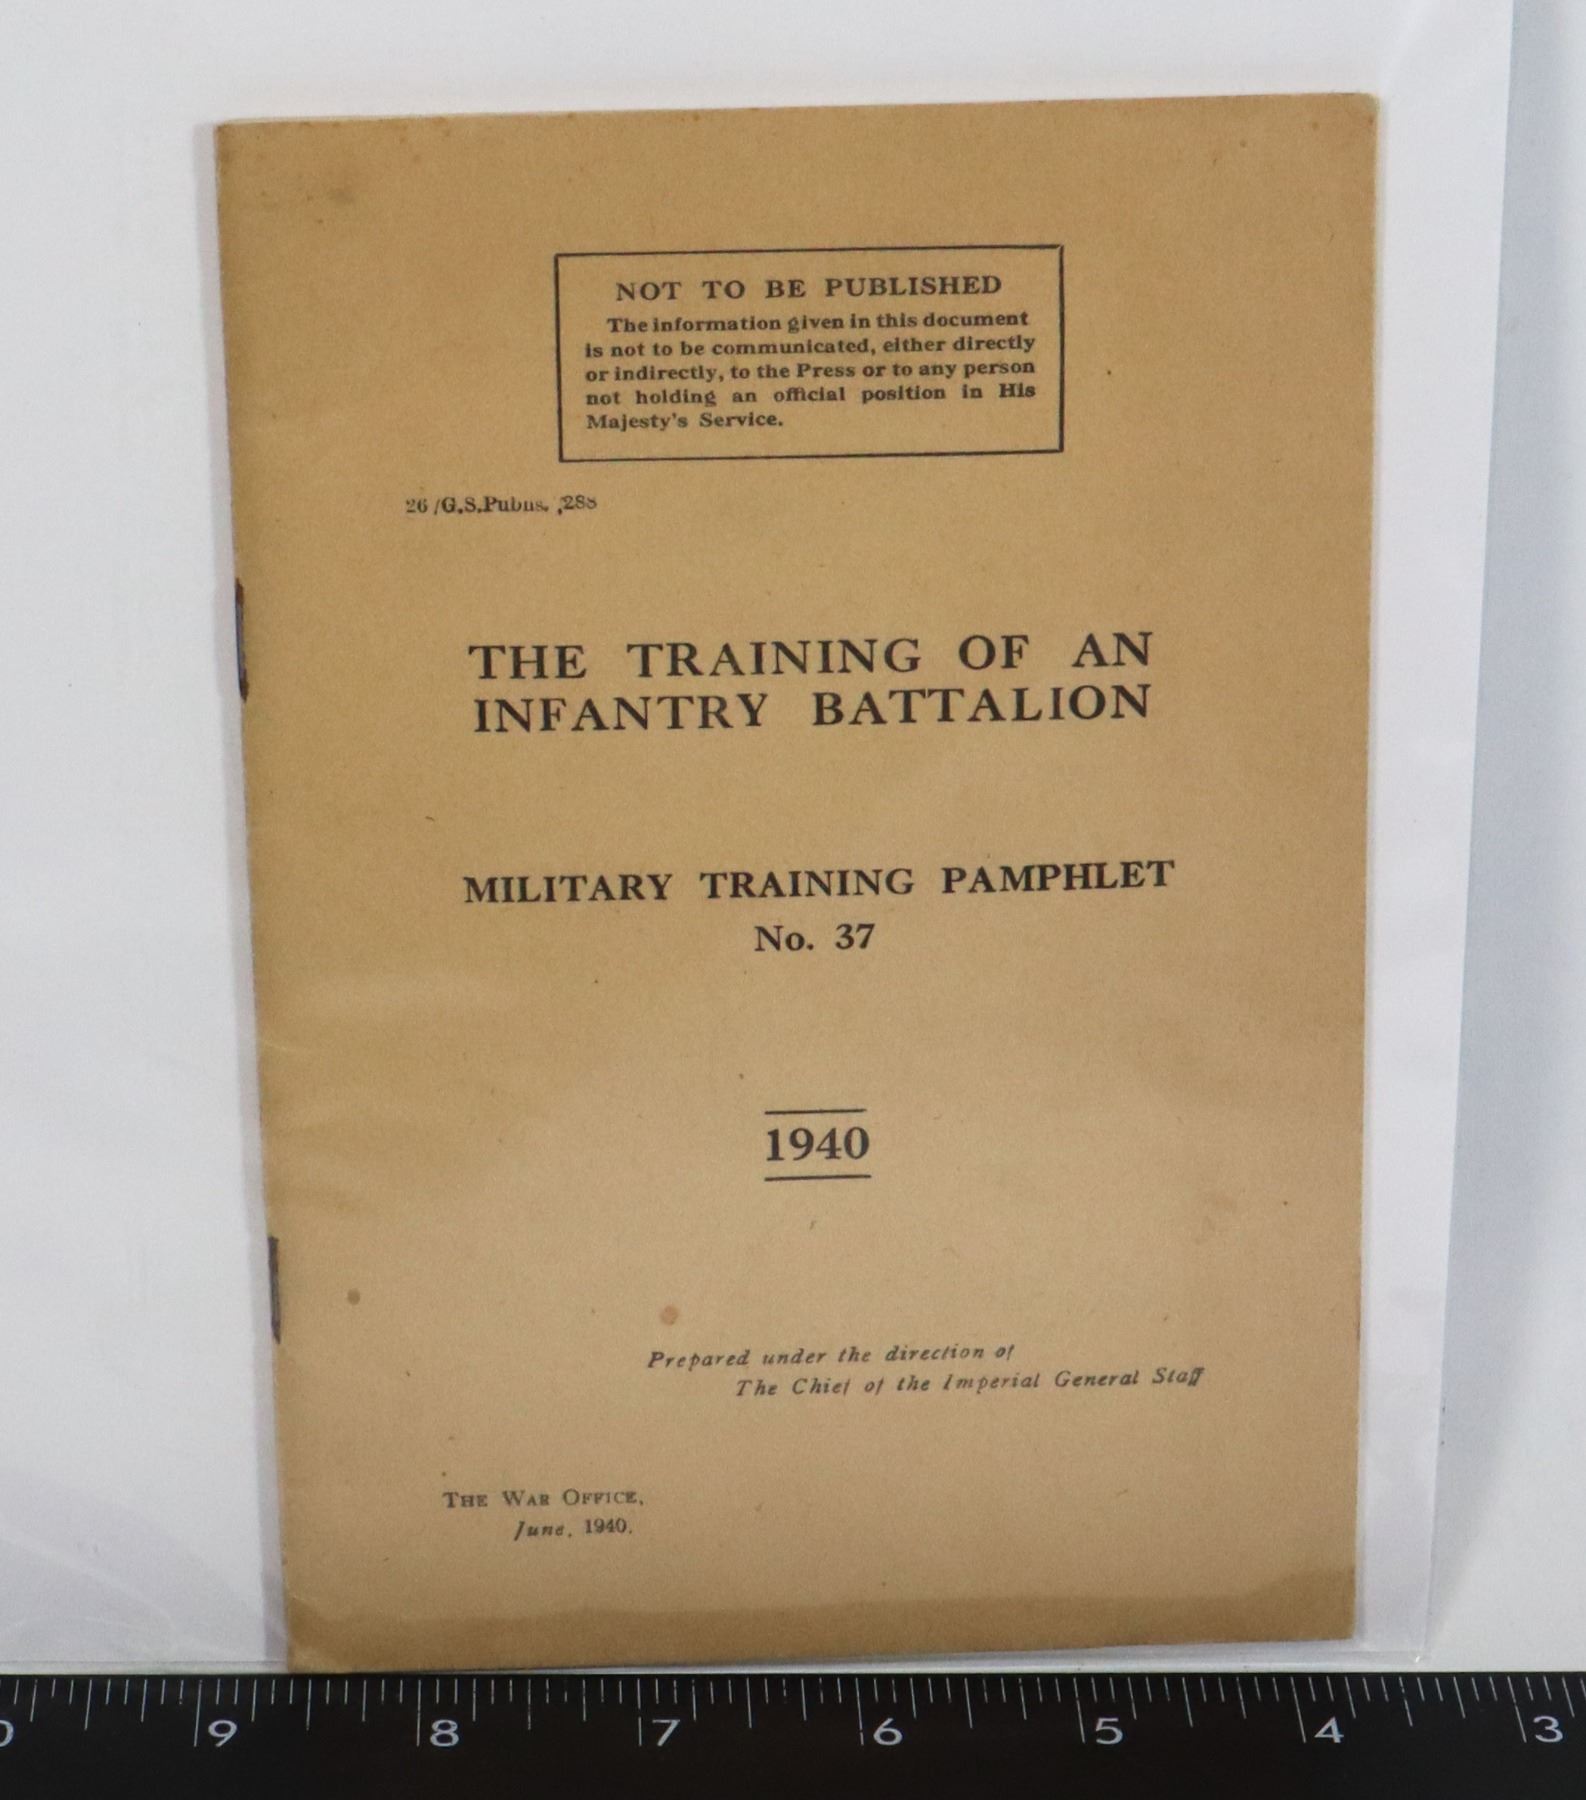 NOT TO BE PUBLISHED
The information given in this document
is not to be communicated, either directly
or indirectly, to the Press or to any person
not holding an official position in His
Majesty's Service.
26/G.S.Pubns.
THE TRAINING OF AN
INFANTRY BATTALION
MILITARY TRAINING PAMPHLET
No. 37
1940
Prepared under the direction of
The Chief of the Imperial General Staff
THE WAR OFFICE,
June, 1940.
9 8 7 6 5 4 3